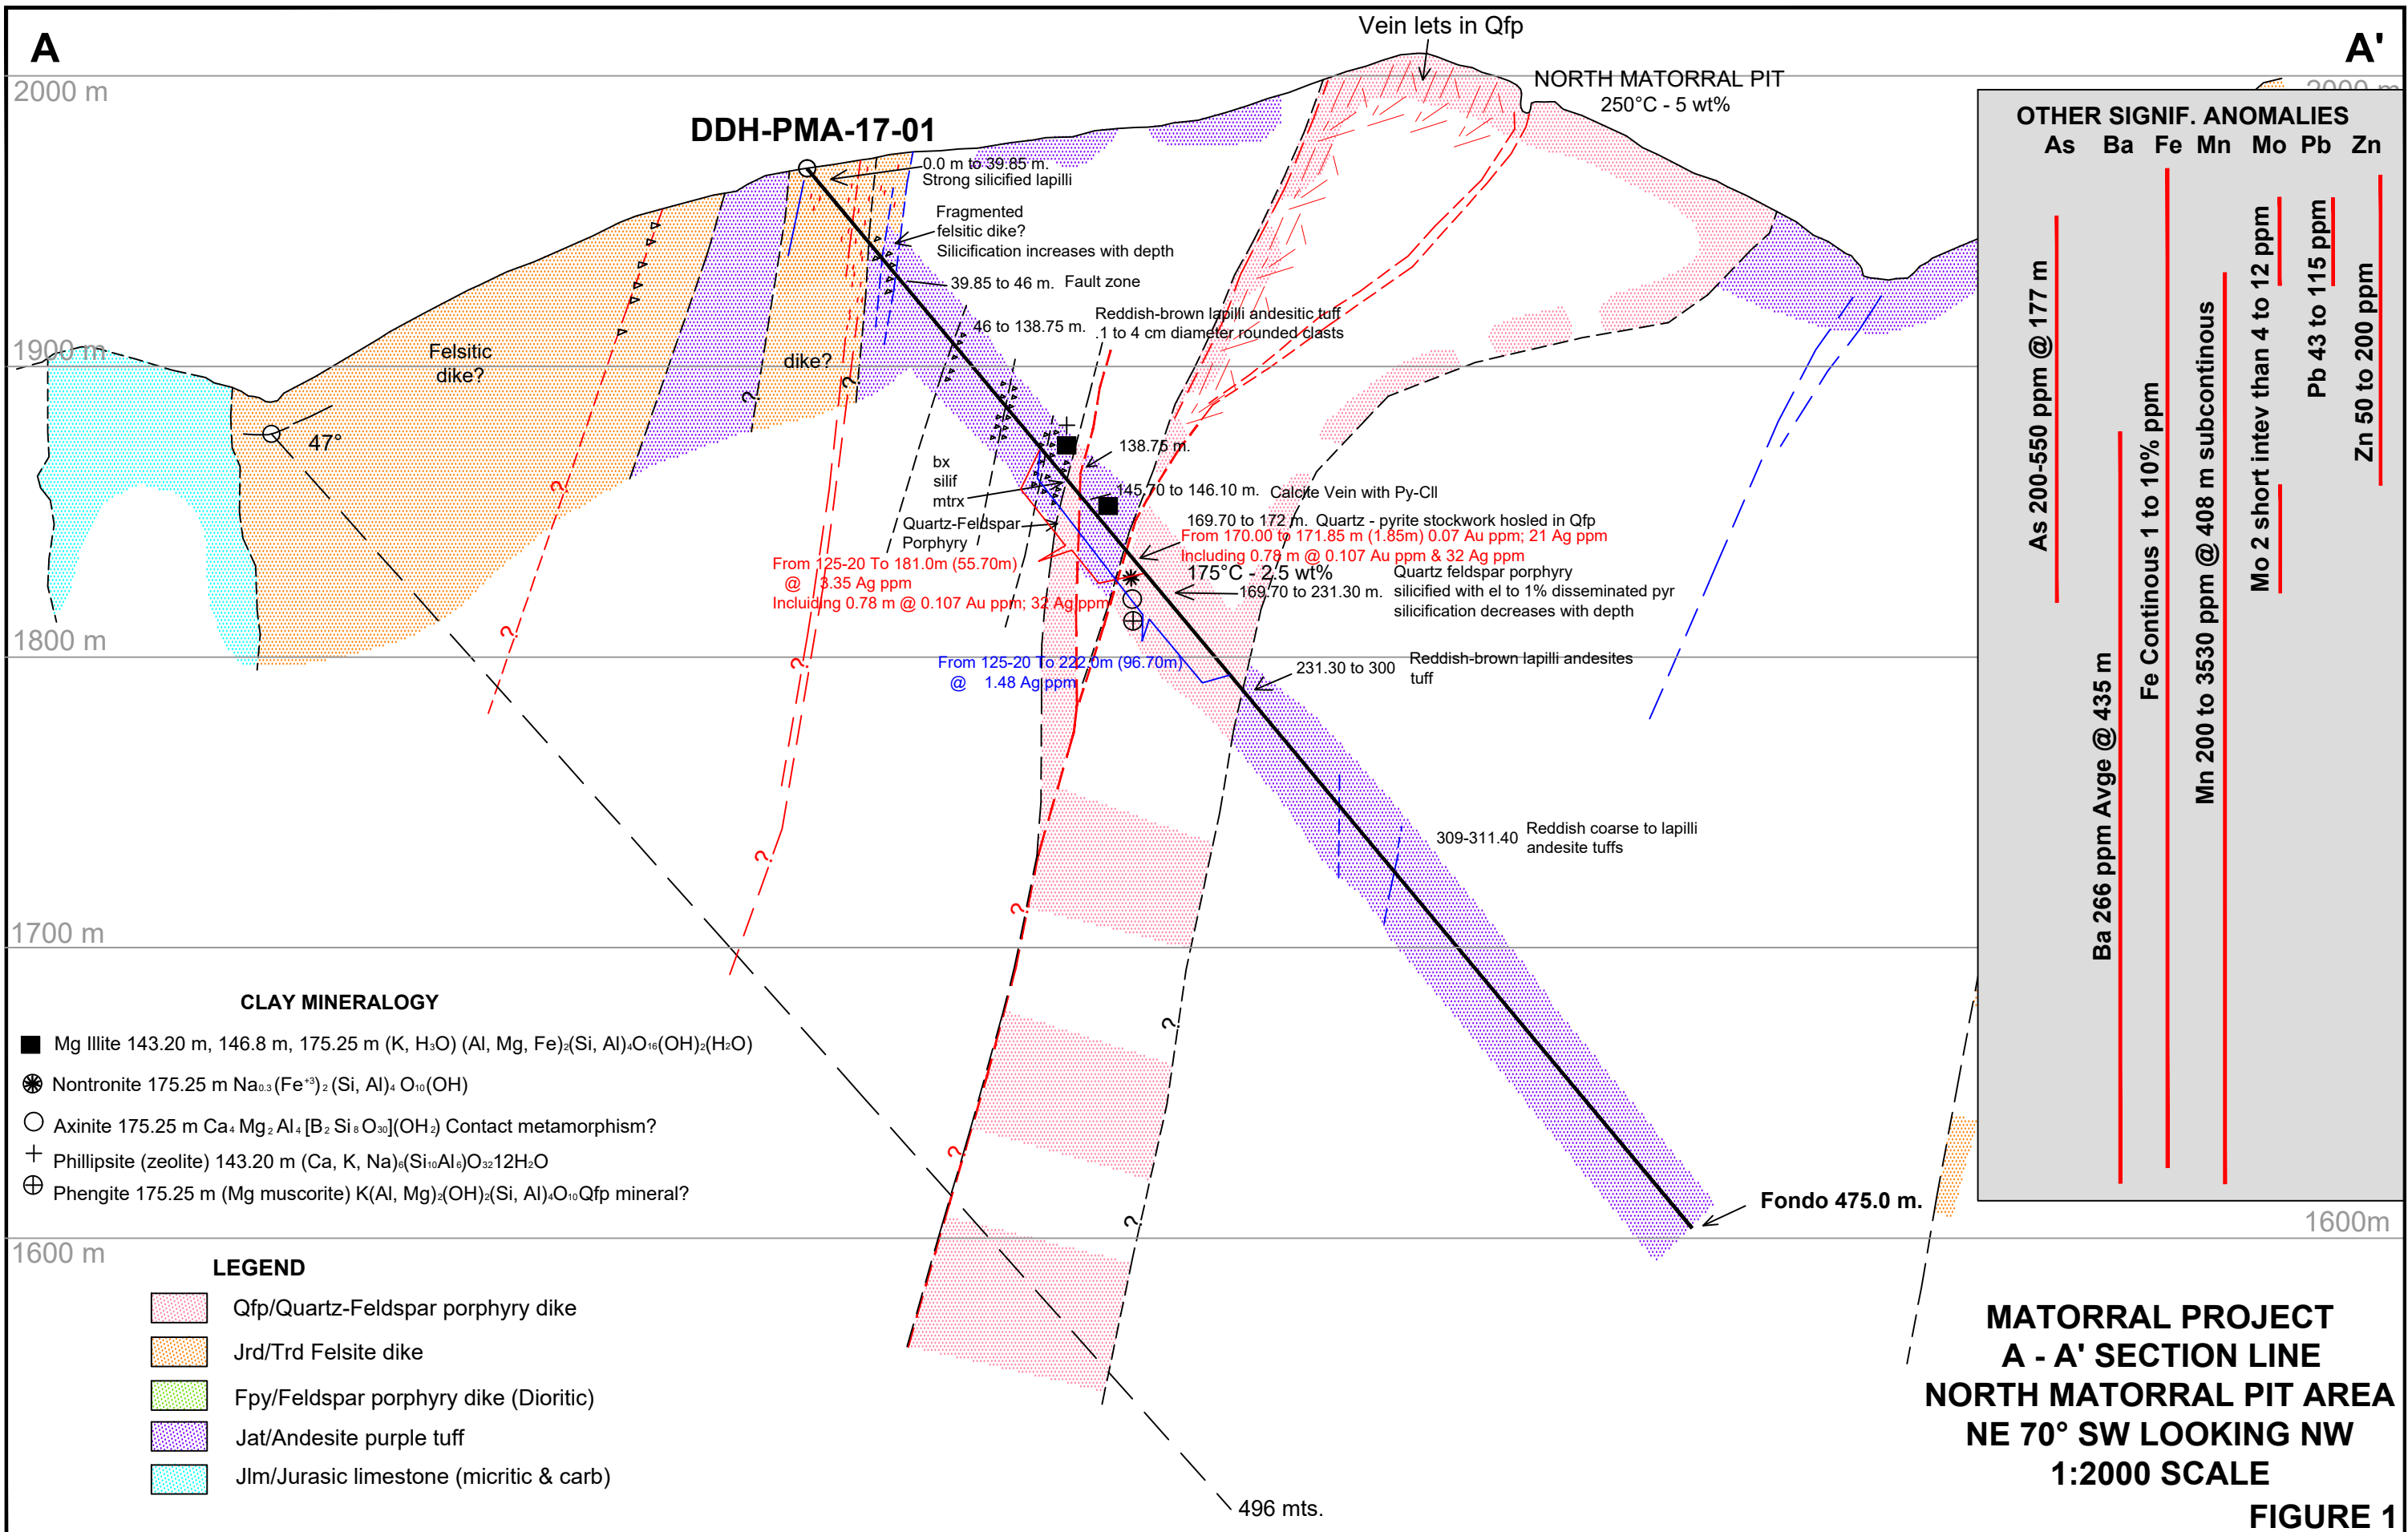 A
A'
Vein lets in Qfp
2000 m
NORTH MATORRAL PIT
250°C - 5 wt%
DDH-PMA-17-01
0.0 m to 39.85 m.
Strong silicified lapilli
Fragmented
felsitic dike?
Silicification increases with depth
39.85 to 46 m. Fault zone
46 to 138.75 m.
Reddish-brown lapilli andesitic tuff
.1 to 4 cm diameter rounded clasts
1900 m
Felsitic
dike?
dike?
?
?
47°
138.75 m.
bx
silif
mtrx
145.70 to 146.10 m. Calcite Vein with Py-Cll
Quartz-Feldspar
Porphyry
169.70 to 172 m. Quartz - pyrite stockwork hosled in Qfp
From 170.00 to 171.85 m (1.85m) 0.07 Au ppm; 21 Ag ppm
Including 0.78 m @ 0.107 Au ppm & 32 Ag ppm
From 125-20 To 181.0m (55.70m)
@ 3.35 Ag ppm
Incluiding 0.78 m @ 0.107 Au ppm; 32 Ag ppm
175°C - 2.5 wt%
169.70 to 231.30 m.
Quartz feldspar porphyry
silicified with el to 1% disseminated pyr
silicification decreases with depth
?
?
1800 m
?
From 125-20 To 222.0m (96.70m)
@ 1.48 Ag ppm
231.30 to 300
Reddish-brown lapilli andesites
tuff
309-311.40
Reddish coarse to lapilli
andesite tuffs
?
?
1700 m
?
?
?
Fondo 475.0 m.
1600 m
1600m
496 mts.
OTHER SIGNIF. ANOMALIES
As Ba Fe Mn Mo Pb Zn
As 200-550 ppm @ 177 m
Ba 266 ppm Avge @ 435 m
Fe Continous 1 to 10% ppm
Mn 200 to 3530 ppm @ 408 m subcontinous
Mo 2 short intev than 4 to 12 ppm
Pb 43 to 115 ppm
Zn 50 to 200 ppm
CLAY MINERALOGY
Mg Illite 143.20 m, 146.8 m, 175.25 m (K, H₃O) (Al, Mg, Fe)₂(Si, Al)₄O₁₆(OH)₂(H₂O)
Nontronite 175.25 m Na₀.₃ (Fe⁺³)₂ (Si, Al)₄ O₁₀(OH)
Axinite 175.25 m Ca₄ Mg₂ Al₄ [B₂ Si₈ O₃₀](OH₂) Contact metamorphism?
Phillipsite (zeolite) 143.20 m (Ca, K, Na)₆(Si₁₀Al₆)O₃₂12H₂O
Phengite 175.25 m (Mg muscorite) K(Al, Mg)₂(OH)₂(Si, Al)₄O₁₀Qfp mineral?
LEGEND
Qfp/Quartz-Feldspar porphyry dike
Jrd/Trd Felsite dike
Fpy/Feldspar porphyry dike (Dioritic)
Jat/Andesite purple tuff
Jlm/Jurasic limestone (micritic & carb)
MATORRAL PROJECT
A - A' SECTION LINE
NORTH MATORRAL PIT AREA
NE 70° SW LOOKING NW
1:2000 SCALE
FIGURE 1